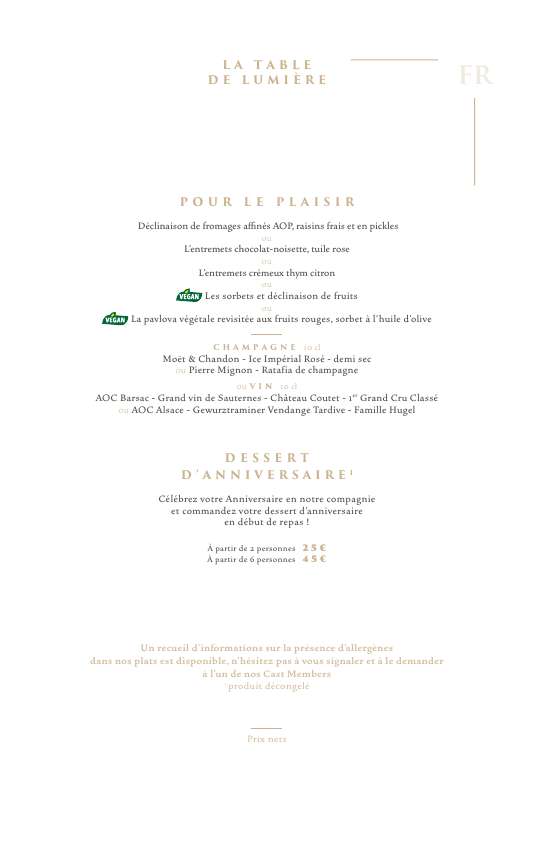 LA TABLE
DE LUMIÈRE
FR
POUR LE PLAISIR
Déclinaison de fromages affinés AOP, raisins frais et en pickles
ou
L'entremets chocolat-noisette, tuile rose
ou
L'entremets crémeux thym citron
ou
VEGAN Les sorbets et déclinaison de fruits
ou
VEGAN La pavlova végétale revisitée aux fruits rouges, sorbet à l'huile d'olive
CHAMPAGNE 10 cl
Moët & Chandon - Ice Impérial Rosé - demi sec
ou Pierre Mignon - Ratafia de champagne
ou VIN 10 cl
AOC Barsac - Grand vin de Sauternes - Château Coutet - 1er Grand Cru Classé
ou AOC Alsace - Gewurztraminer Vendange Tardive - Famille Hugel
DESSERT
D'ANNIVERSAIRE¹
Célébrez votre Anniversaire en notre compagnie
et commandez votre dessert d'anniversaire
en début de repas !
À partir de 2 personnes 25€
À partir de 6 personnes 45€
Un recueil d'informations sur la présence d'allergènes
dans nos plats est disponible, n'hésitez pas à vous signaler et à le demander
à l'un de nos Cast Members
¹produit décongelé
Prix nets